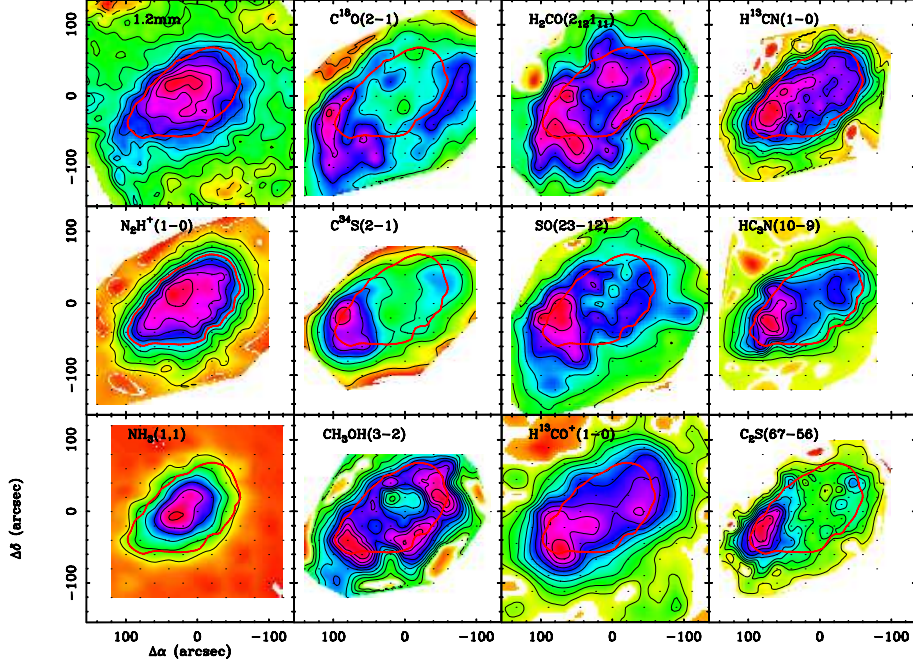 1.2mm
C¹⁸O(2−1)
H₂CO(2₁₂1₁₁)
H¹³CN(1−0)
100
0
−100
N₂H⁺(1−0)
C³⁴S(2−1)
SO(23−12)
HC₃N(10−9)
100
0
−100
NH₃(1,1)
CH₃OH(3−2)
H¹³CO⁺(1−0)
C₂S(67−56)
Δδ (arcsec)
100
0
−100
100 0 −100 100 0 −100 100 0 −100 100 0 −100
Δα (arcsec)